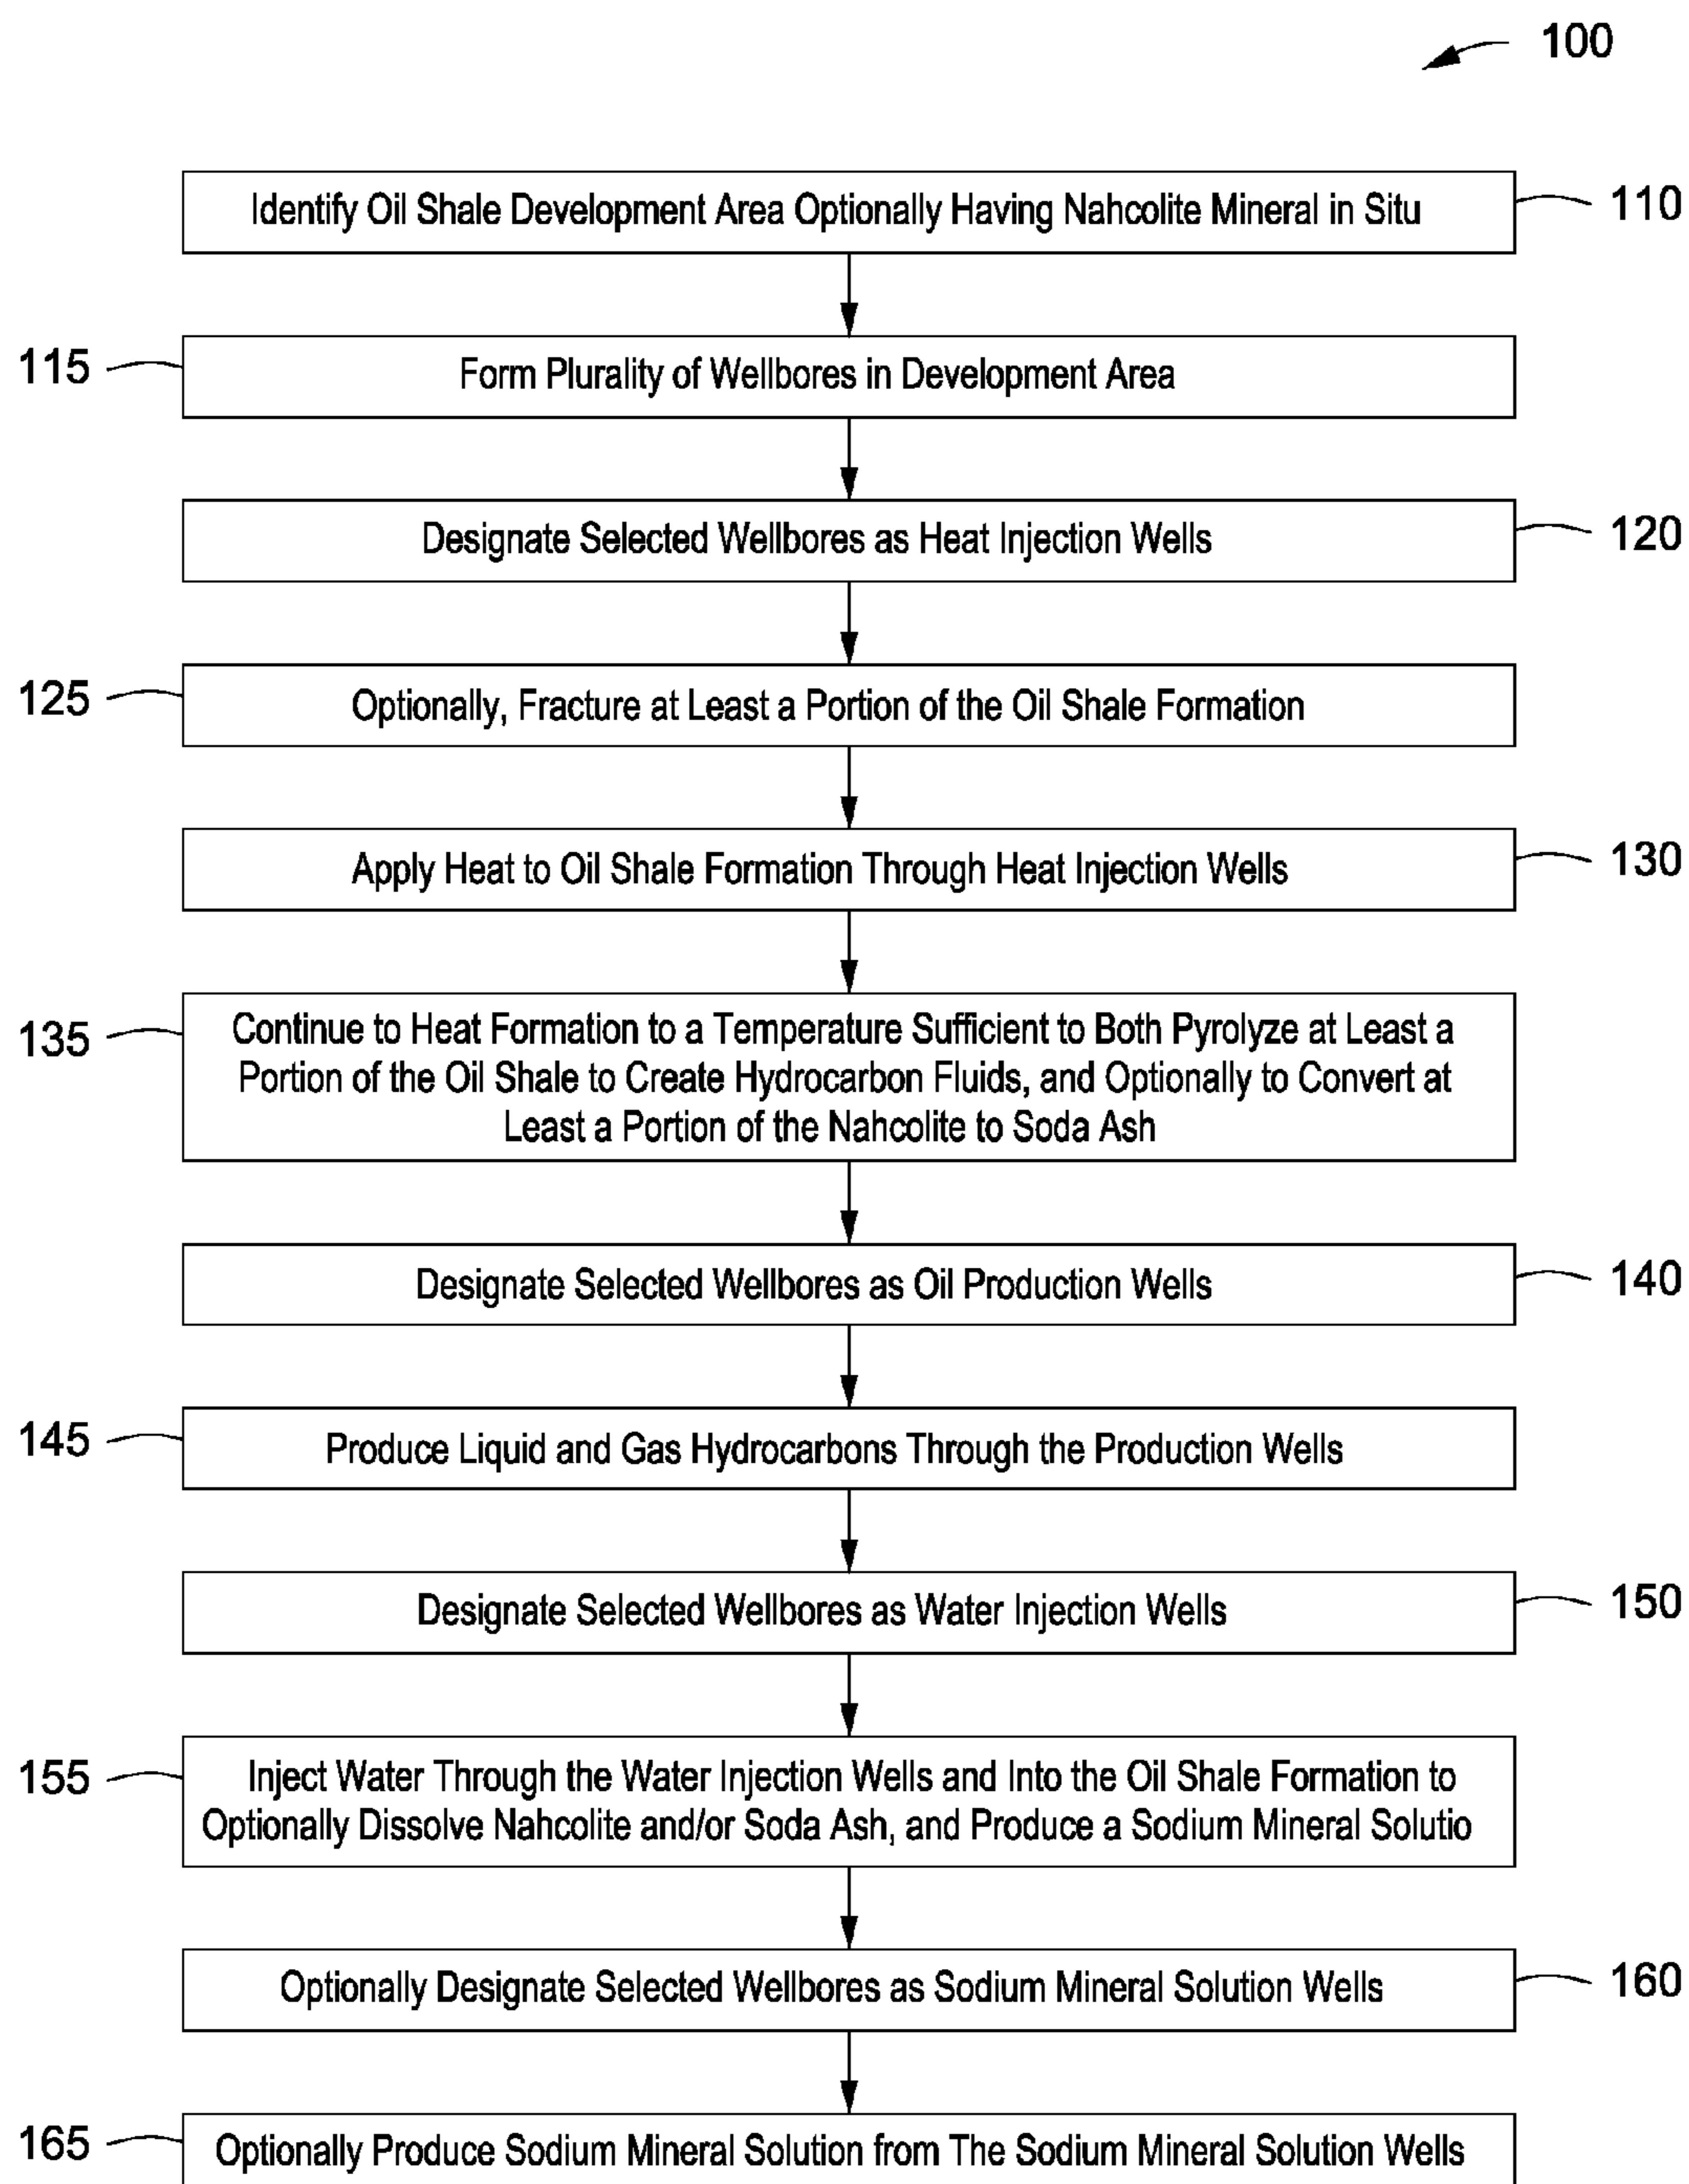 100
Identify Oil Shale Development Area Optionally Having Nahcolite Mineral in Situ
110
115
Form Plurality of Wellbores in Development Area
Designate Selected Wellbores as Heat Injection Wells
120
125
Optionally, Fracture at Least a Portion of the Oil Shale Formation
Apply Heat to Oil Shale Formation Through Heat Injection Wells
130
135
Continue to Heat Formation to a Temperature Sufficient to Both Pyrolyze at Least a
Portion of the Oil Shale to Create Hydrocarbon Fluids, and Optionally to Convert at
Least a Portion of the Nahcolite to Soda Ash
Designate Selected Wellbores as Oil Production Wells
140
145
Produce Liquid and Gas Hydrocarbons Through the Production Wells
Designate Selected Wellbores as Water Injection Wells
150
155
Inject Water Through the Water Injection Wells and Into the Oil Shale Formation to
Optionally Dissolve Nahcolite and/or Soda Ash, and Produce a Sodium Mineral Solutio
Optionally Designate Selected Wellbores as Sodium Mineral Solution Wells
160
165
Optionally Produce Sodium Mineral Solution from The Sodium Mineral Solution Wells